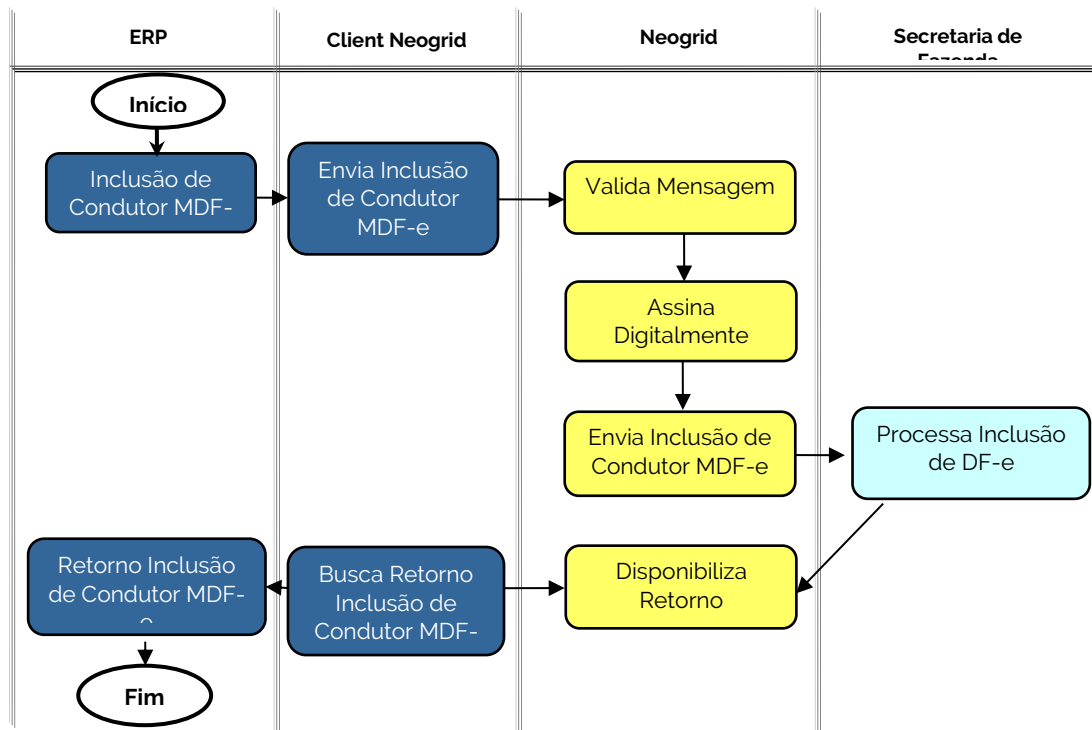 ERP
Client Neogrid
Neogrid
Secretaria de
Fazenda
Início
Inclusão de
Condutor MDF-
Envia Inclusão
de Condutor
MDF-e
Valida Mensagem
Assina
Digitalmente
Envia Inclusão de
Condutor MDF-e
Processa Inclusão
de DF-e
Retorno Inclusão
de Condutor MDF-
e
Busca Retorno
Inclusão de
Condutor MDF-
Disponibiliza
Retorno
Fim